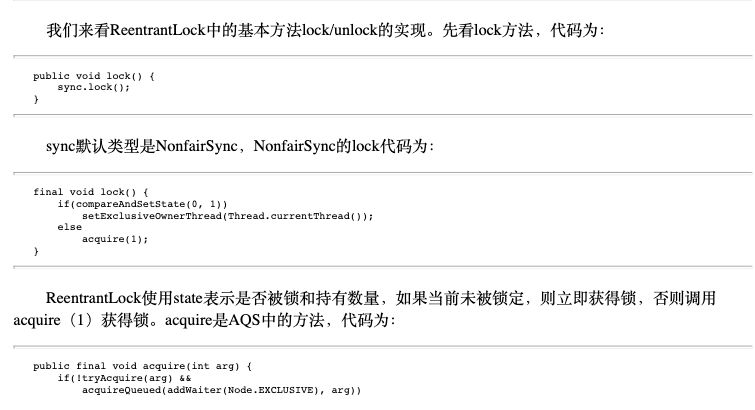 我们来看ReentrantLock中的基本方法lock/unlock的实现。先看lock方法，代码为：
public void lock() {
    sync.lock();
}
sync默认类型是NonfairSync，NonfairSync的lock代码为：
final void lock() {
    if(compareAndSetState(0, 1))
        setExclusiveOwnerThread(Thread.currentThread());
    else
        acquire(1);
}
ReentrantLock使用state表示是否被锁和持有数量，如果当前未被锁定，则立即获得锁，否则调用
acquire（1）获得锁。acquire是AQS中的方法，代码为：
public final void acquire(int arg) {
    if(!tryAcquire(arg) &&
        acquireQueued(addWaiter(Node.EXCLUSIVE), arg))